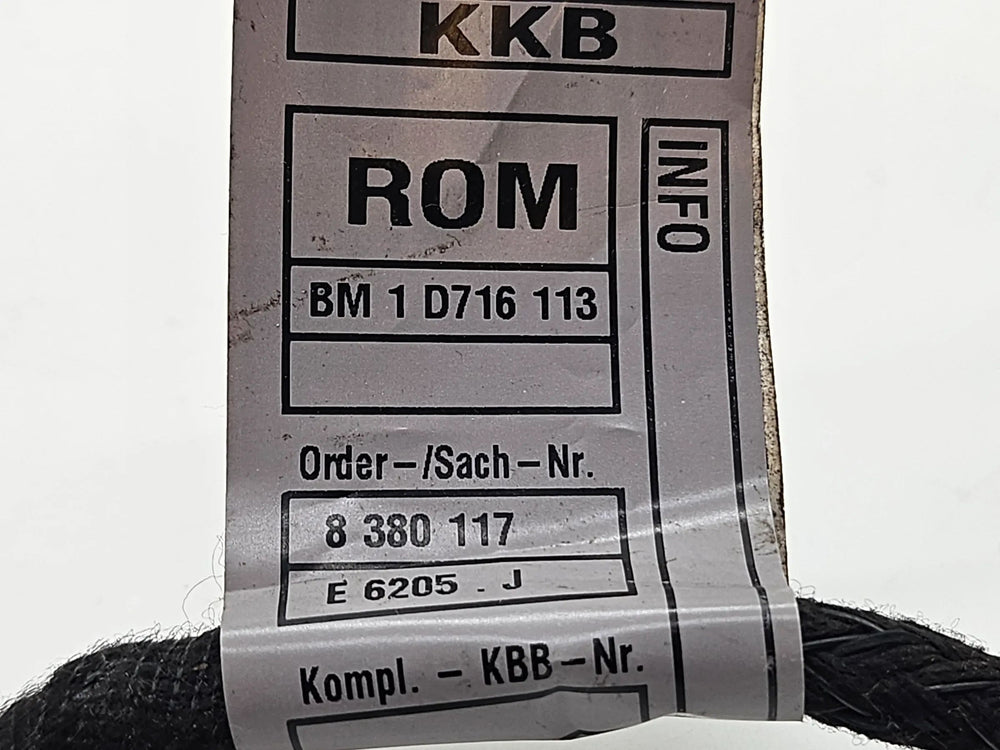 KKB
ROM
INFO
BM 1 D716 113
Order-/Sach-Nr.
8 380 117
E 6205 . J
Kompl. - KBB-Nr.